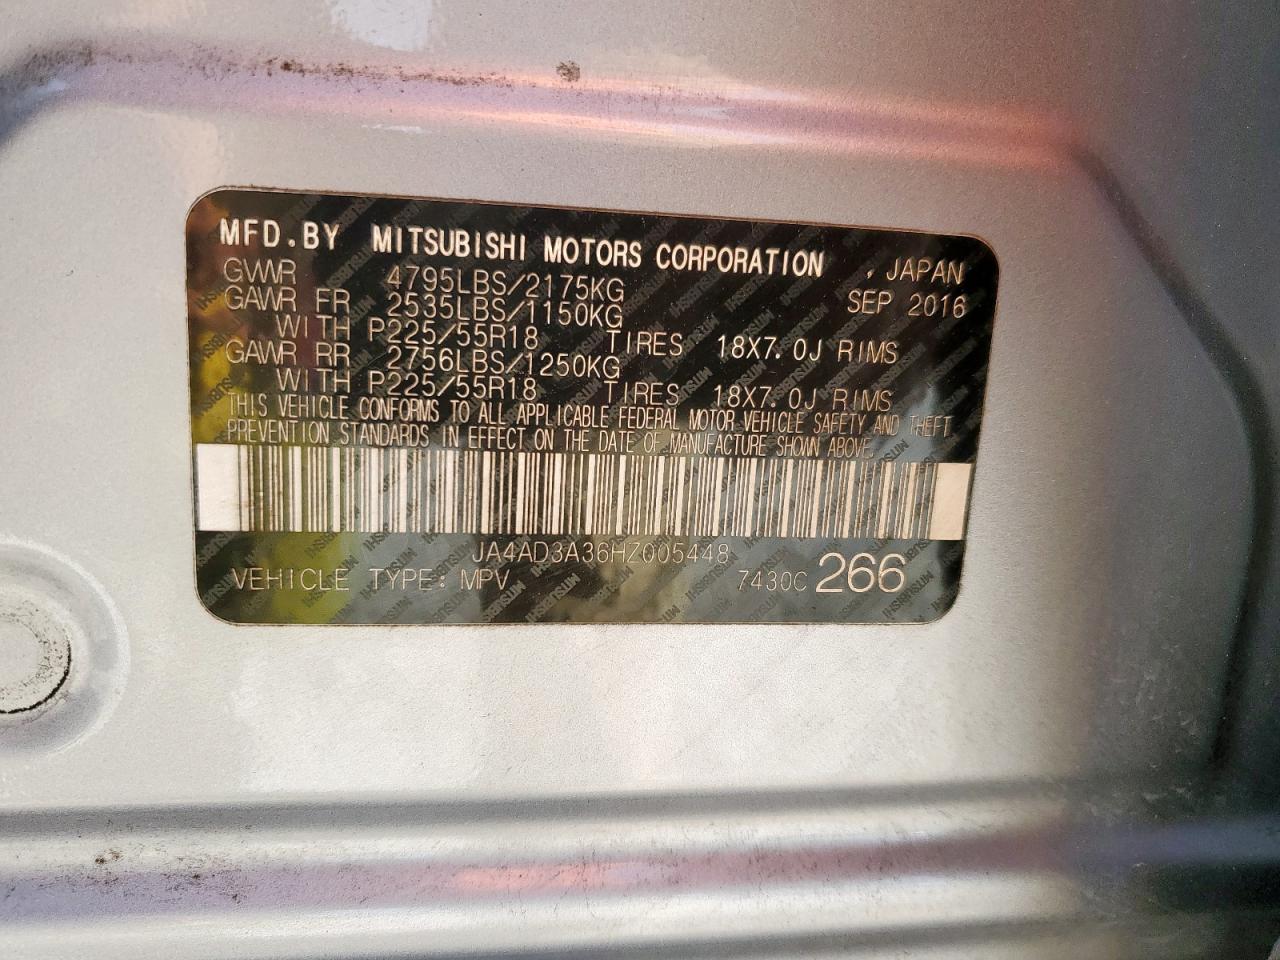 MFD.BY MITSUBISHI MOTORS CORPORATION , JAPAN
GVWR 4795LBS/2175KG SEP 2016
GAWR FR 2535LBS/1150KG
WITH P225/55R18 TIRES 18X7.0J RIMS
GAWR RR 2756LBS/1250KG
WITH P225/55R18 TIRES 18X7.0J RIMS
THIS VEHICLE CONFORMS TO ALL APPLICABLE FEDERAL MOTOR VEHICLE SAFETY AND THEFT
PREVENTION STANDARDS IN EFFECT ON THE DATE OF MANUFACTURE SHOWN ABOVE.
JA4AD3A36HZ005448
VEHICLE TYPE: MPV 7430C 266